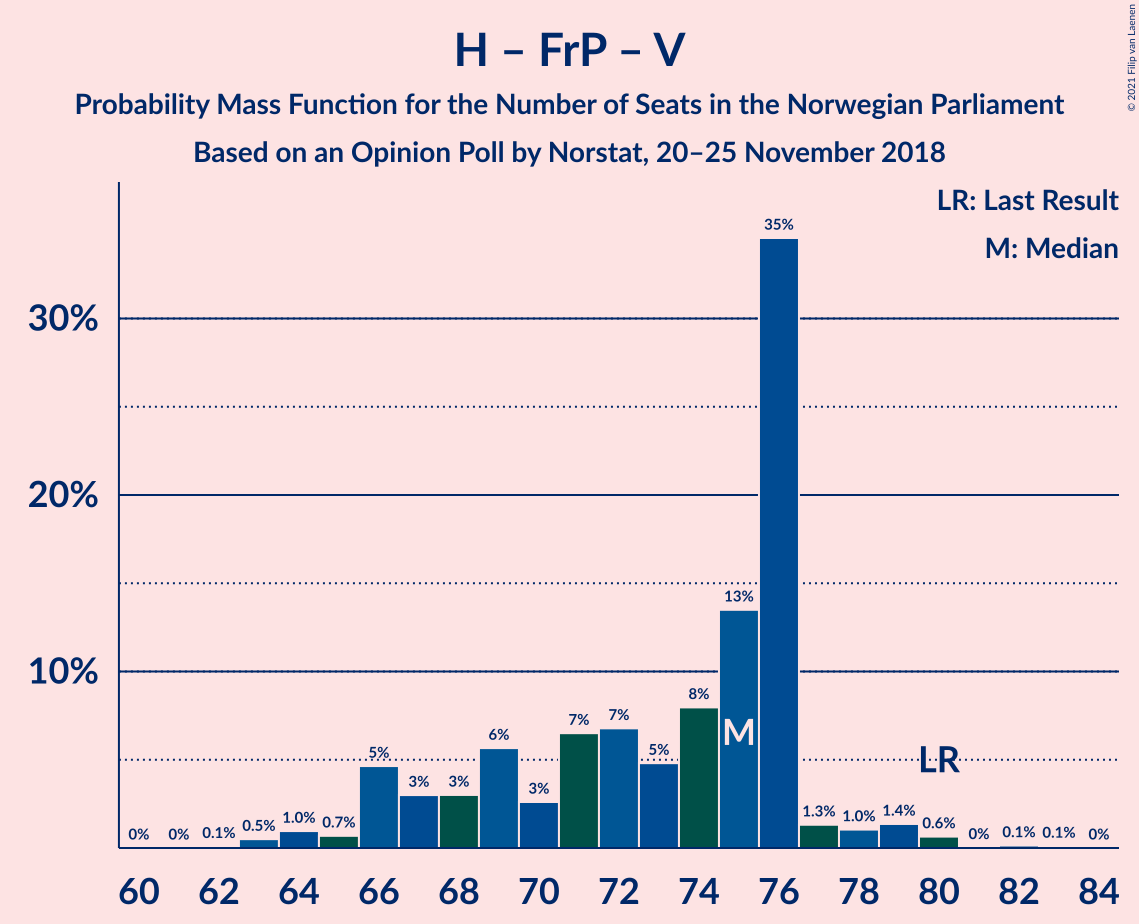 H – FrP – V
Probability Mass Function for the Number of Seats in the Norwegian Parliament
Based on an Opinion Poll by Norstat, 20–25 November 2018
© 2021 Filip van Laenen
LR: Last Result
M: Median
30%
20%
10%
0% 0% 0.1% 0.5% 1.0% 0.7% 5% 3% 3% 6% 3% 7% 7% 5% 8% 13% 35% 1.3% 1.0% 1.4% 0.6% 0% 0.1% 0.1% 0%
M
LR
60 62 64 66 68 70 72 74 76 78 80 82 84